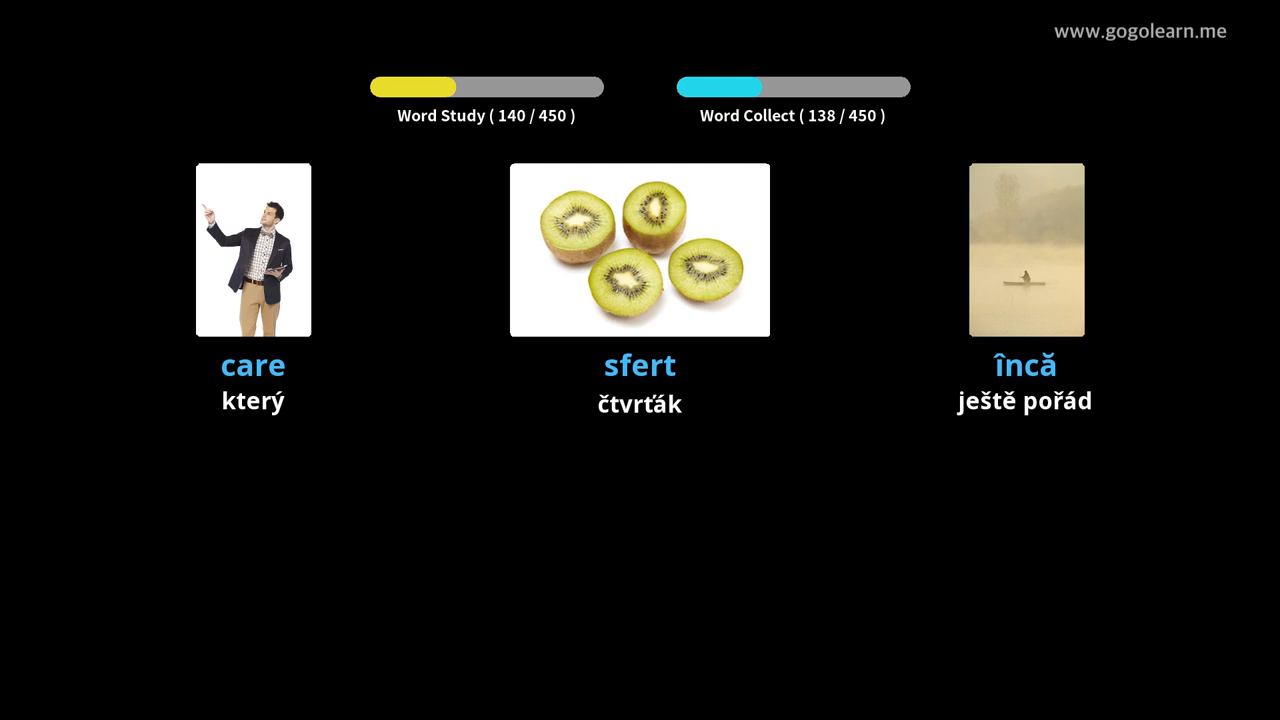 www.gogolearn.me
Word Study ( 140 / 450 )
Word Collect ( 138 / 450 )
care
který
sfert
čtvrťák
încă
ještě pořád